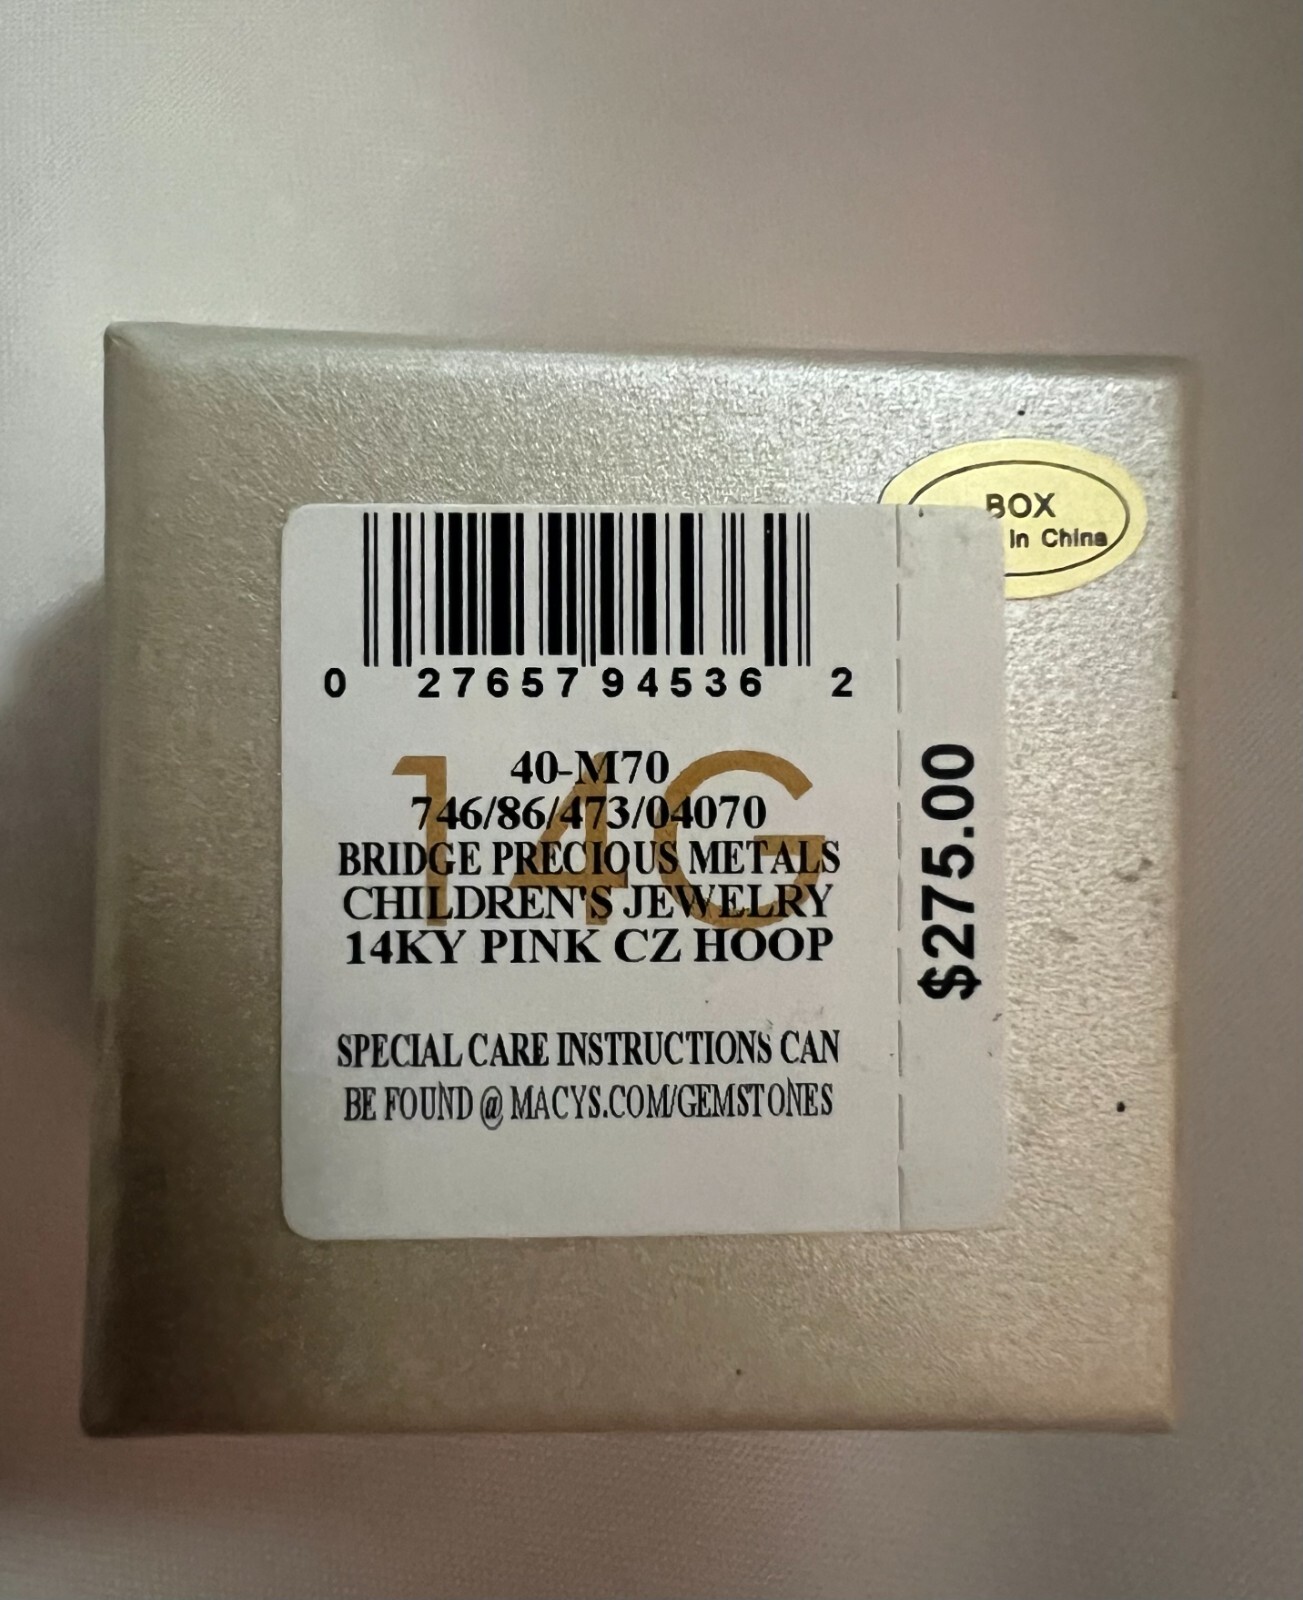 BOX
In China
0 27657 94536 2
14G
40-M70
746/86/473/04070
BRIDGE PRECIOUS METALS
CHILDREN'S JEWELRY
14KY PINK CZ HOOP
SPECIAL CARE INSTRUCTIONS CAN
BE FOUND @ MACYS.COM/GEMSTONES
$275.00